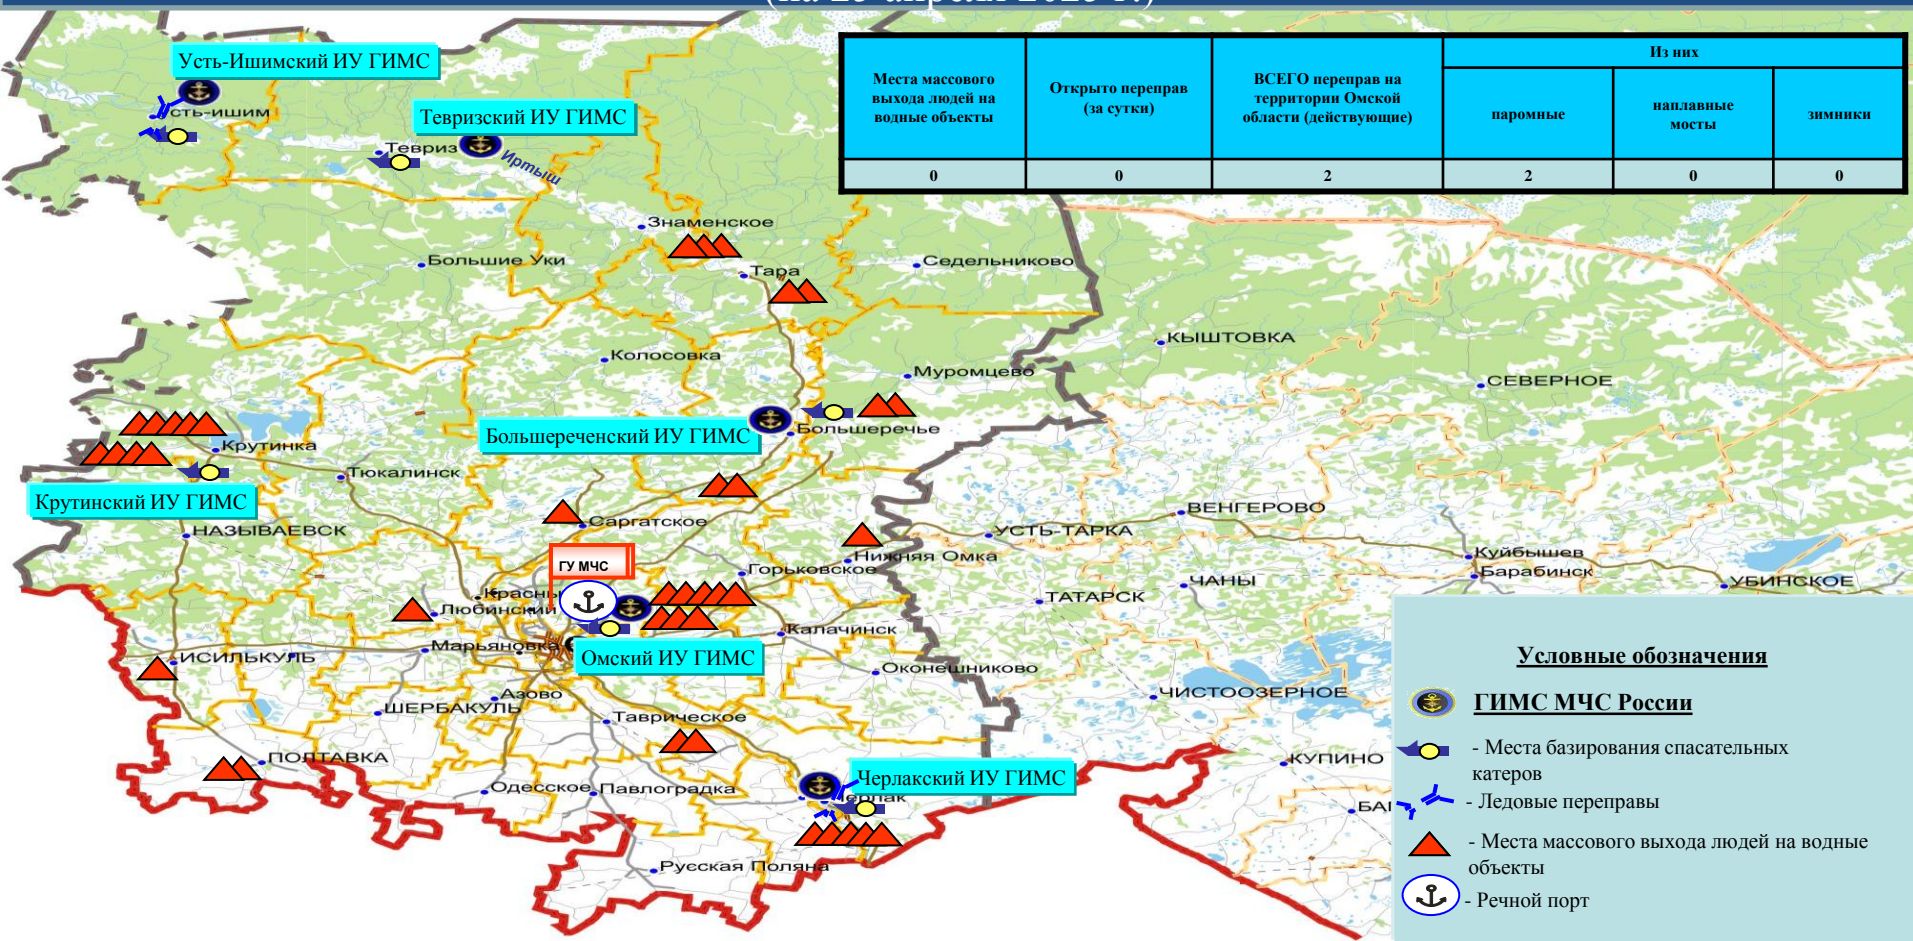 Усть-Ишимский ИУ ГИМС
сть-ишим
Тевризский ИУ ГИМС
Тевриз
Иртыш
Места массового
выхода людей на
водные объекты
Открыто переправ
(за сутки)
ВСЕГО переправ на
территории Омской
области (действующие)
Из них
паромные
наплавные
мосты
зимники
0
0
2
2
0
0
Знаменское
Большие Уки
Тара
Седельниково
Колосовка
КЫШТОВКА
Муромцево
СЕВЕРНОЕ
Большереченский ИУ ГИМС
Большеречье
Крутинка
Тюкалинск
Крутинский ИУ ГИМС
НАЗЫВАЕВСК
Саргатское
ВЕНГЕРОВО
УСТЬ-ТАРКА
Нижняя Омка
Куйбышев
Барабинск
ГУ МЧС
Горьковское
ЧАНЫ
УБИНСКОЕ
Красны
Любинский
ТАТАРСК
Калачинск
Марьяновка
Омский ИУ ГИМС
ИСИЛЬКУЛЬ
Оконешниково
Азово
ЧИСТООЗЕРНОЕ
ШЕРБАКУЛЬ
Таврическое
ПОЛТАВКА
КУПИНО
Черлакский ИУ ГИМС
Одесское
Павлоградка
ерлак
БАГ
Русская Поляна
Условные обозначения
ГИМС МЧС России
- Места базирования спасательных
катеров
- Ледовые переправы
- Места массового выхода людей на водные
объекты
- Речной порт